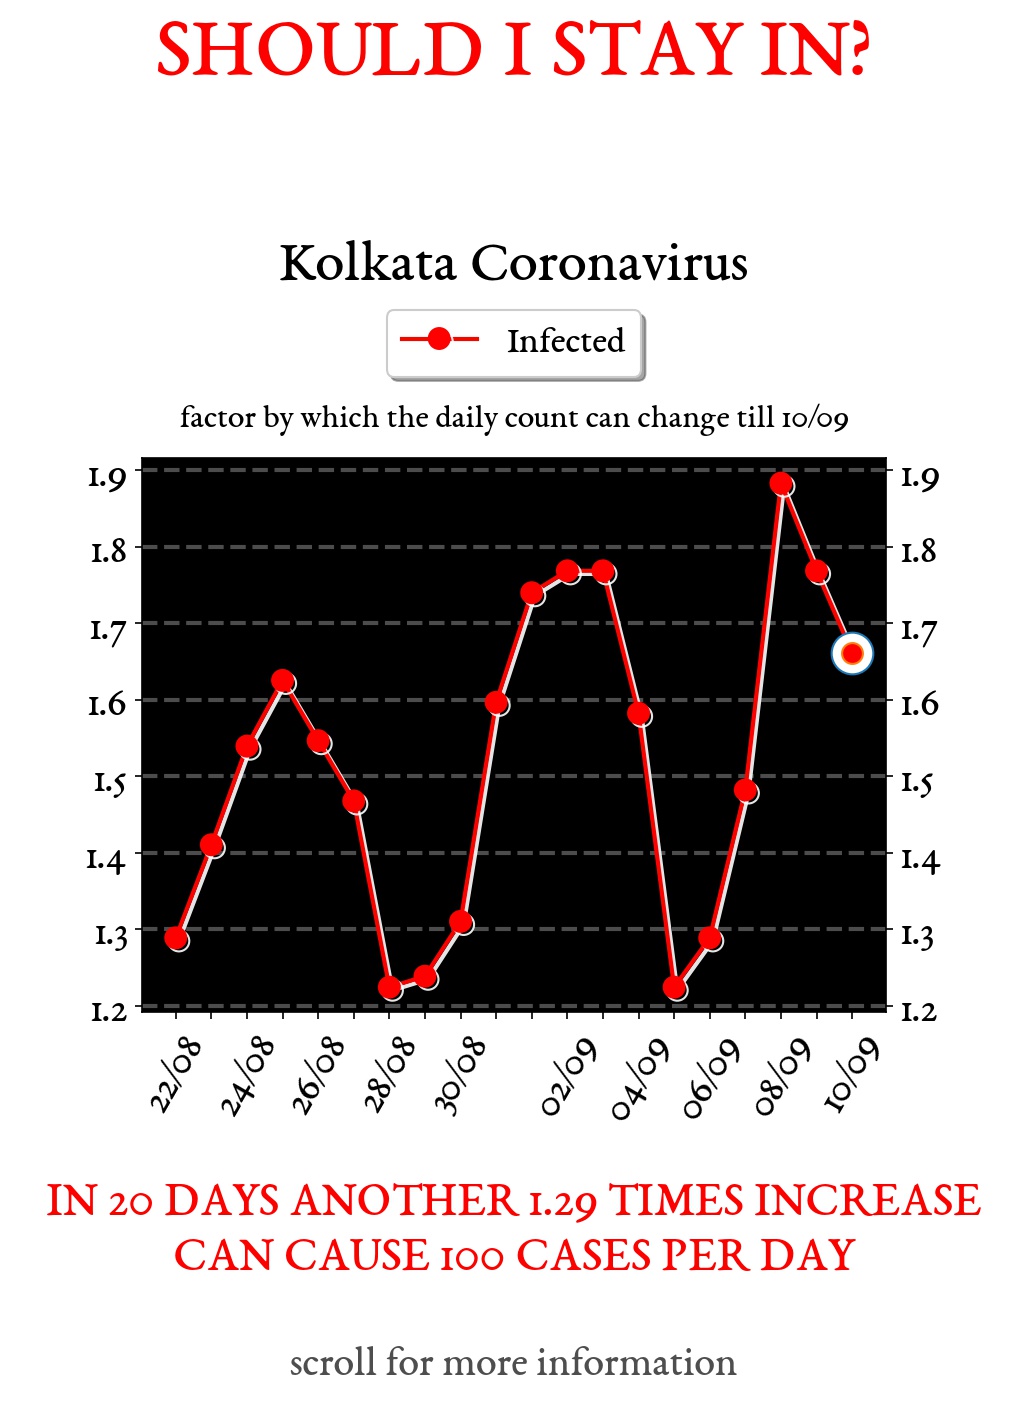 SHOULD I STAY IN?
Kolkata Coronavirus
Infected
factor by which the daily count can change till 10/09
1.9 1.9
1.8 1.8
1.7 1.7
1.6 1.6
1.5 1.5
1.4 1.4
1.3 1.3
1.2 1.2
22/08 24/08 26/08 28/08 30/08 02/09 04/09 06/09 08/09 10/09
IN 20 DAYS ANOTHER 1.29 TIMES INCREASE
CAN CAUSE 100 CASES PER DAY
scroll for more information